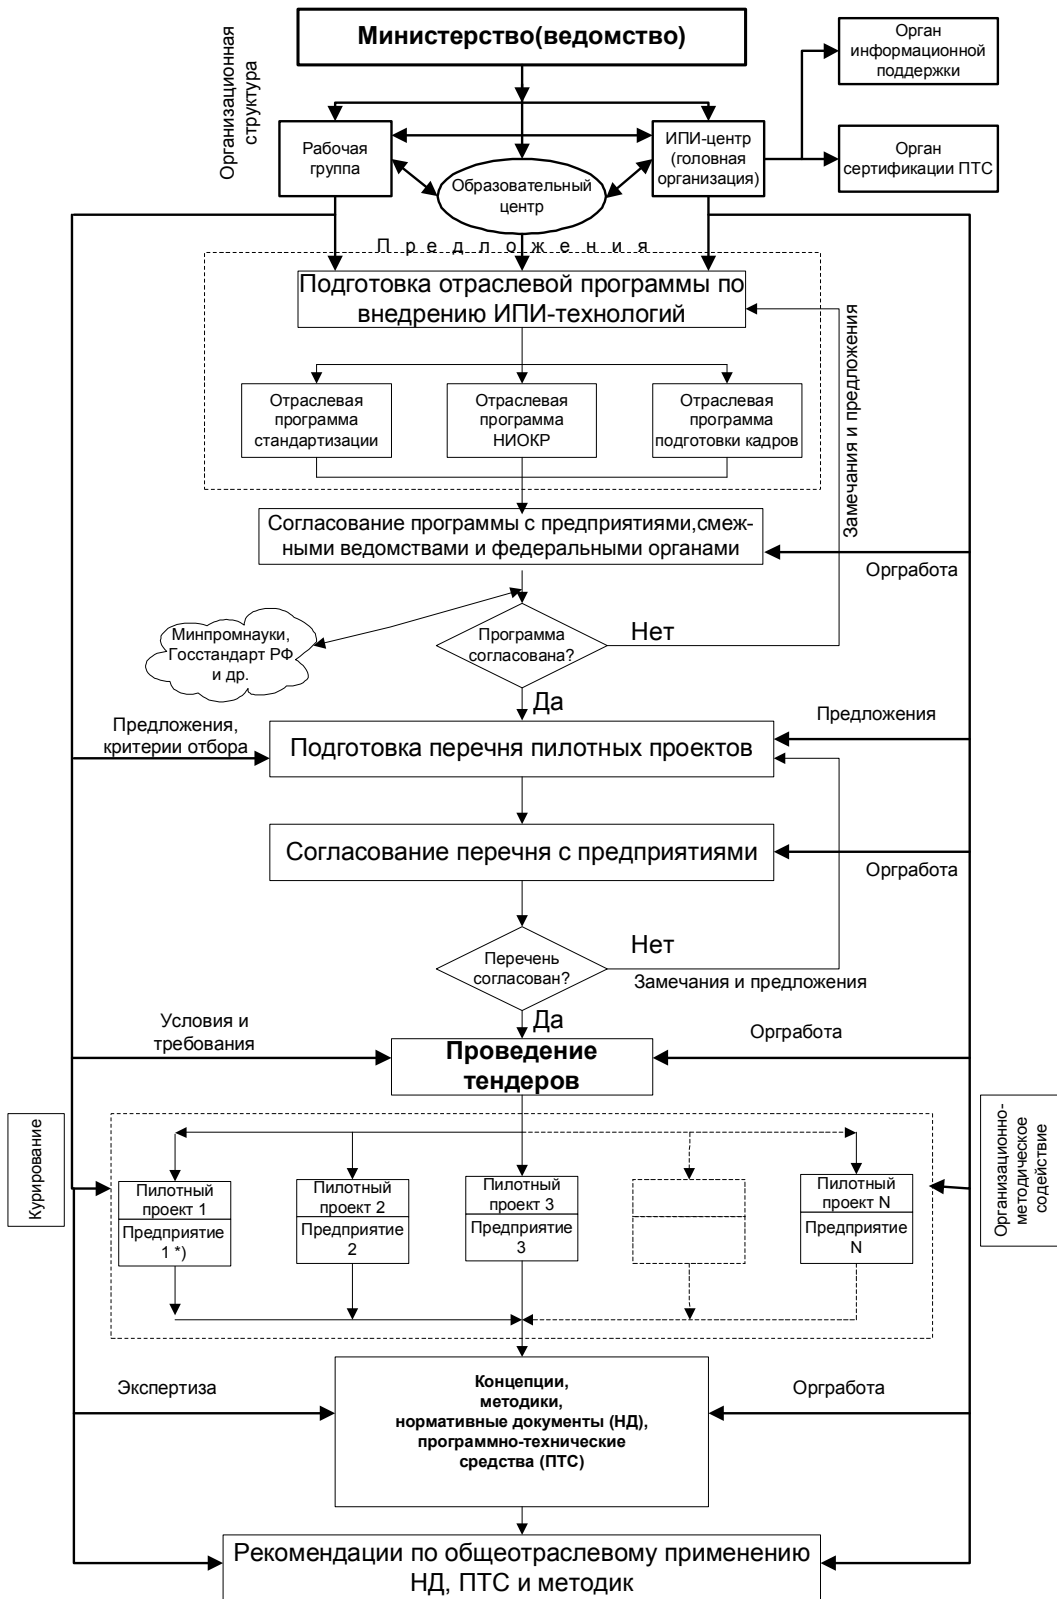 Министерство(ведомство)
Орган
информационной
поддержки
Организационная
структура
Рабочая
группа
ИПИ-центр
(головная
организация)
Орган
сертификации ПТС
Образовательный
центр
П р е д л о ж е н и я
Подготовка отраслевой программы по
внедрению ИПИ-технологий
Замечания и предложения
Отраслевая
программа
стандартизации
Отраслевая
программа
НИОКР
Отраслевая
программа
подготовки кадров
Согласование программы с предприятиями,смеж-
ными ведомствами и федеральными органами
Оргработа
Минпромнауки,
Госстандарт РФ
и др.
Программа
согласована?
Нет
Да
Предложения,
критерии отбора
Предложения
Подготовка перечня пилотных проектов
Согласование перечня с предприятиями
Оргработа
Перечень
согласован?
Нет
Замечания и предложения
Да
Условия и
требования
Оргработа
Проведение
тендеров
Курирование
Организационно-
методическое
содействие
Пилотный
проект 1
Предприятие
1 *)
Пилотный
проект 2
Предприятие
2
Пилотный
проект 3
Предприятие
3
Пилотный
проект N
Предприятие
N
Экспертиза
Оргработа
Концепции,
методики,
нормативные документы (НД),
программно-технические
средства (ПТС)
Рекомендации по общеотраслевому применению
НД, ПТС и методик